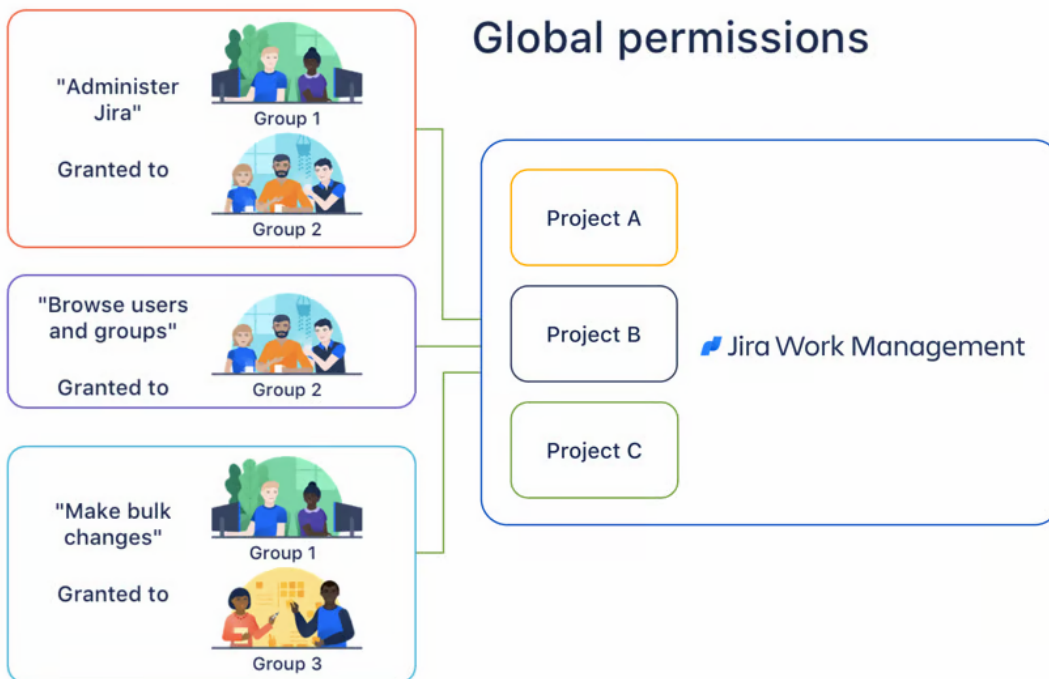 Global permissions
"Administer
Jira"
Granted to
Group 1
Group 2
"Browse users
and groups"
Granted to
Group 2
"Make bulk
changes"
Granted to
Group 1
Group 3
Project A
Project B
Project C
Jira Work Management